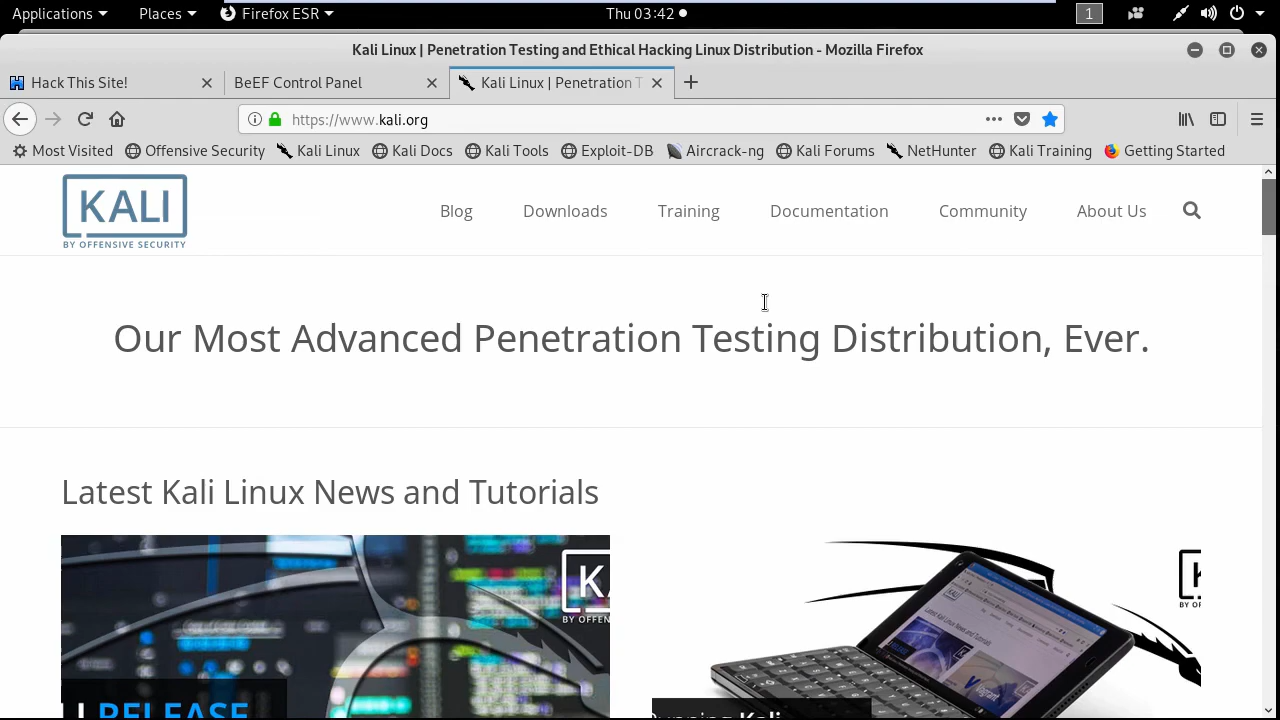 Applications Places Firefox ESR Thu 03:42 1
Kali Linux | Penetration Testing and Ethical Hacking Linux Distribution - Mozilla Firefox
Hack This Site! BeEF Control Panel Kali Linux | Penetration T
https://www.kali.org
Most Visited Offensive Security Kali Linux Kali Docs Kali Tools Exploit-DB Aircrack-ng Kali Forums NetHunter Kali Training Getting Started
KALI
BY OFFENSIVE SECURITY
Blog Downloads Training Documentation Community About Us
Our Most Advanced Penetration Testing Distribution, Ever.
Latest Kali Linux News and Tutorials
RELEASE
Kali